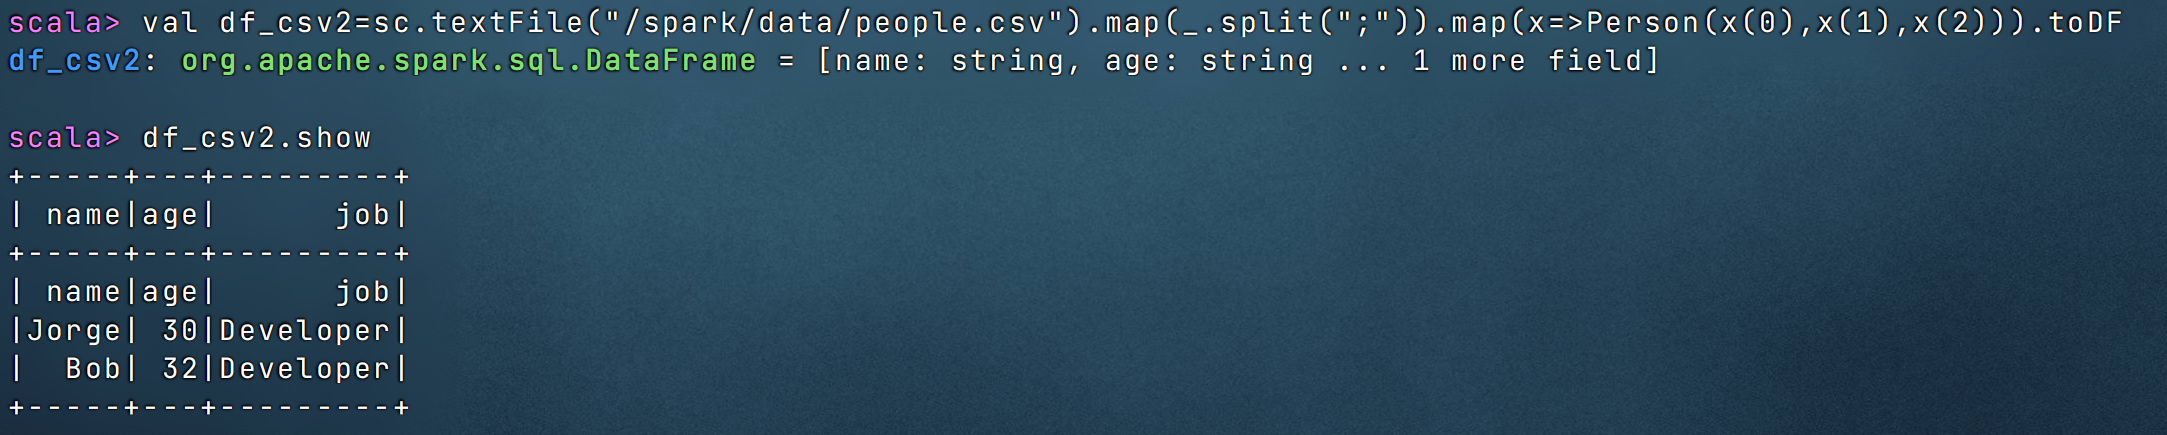 scala> val df_csv2=sc.textFile("/spark/data/people.csv").map(_.split(";")).map(x=>Person(x(0),x(1),x(2))).toDF
df_csv2: org.apache.spark.sql.DataFrame = [name: string, age: string ... 1 more field]
scala> df_csv2.show
+-----+---+---------+
| name|age|      job|
+-----+---+---------+
| name|age|      job|
|Jorge| 30|Developer|
|  Bob| 32|Developer|
+-----+---+---------+